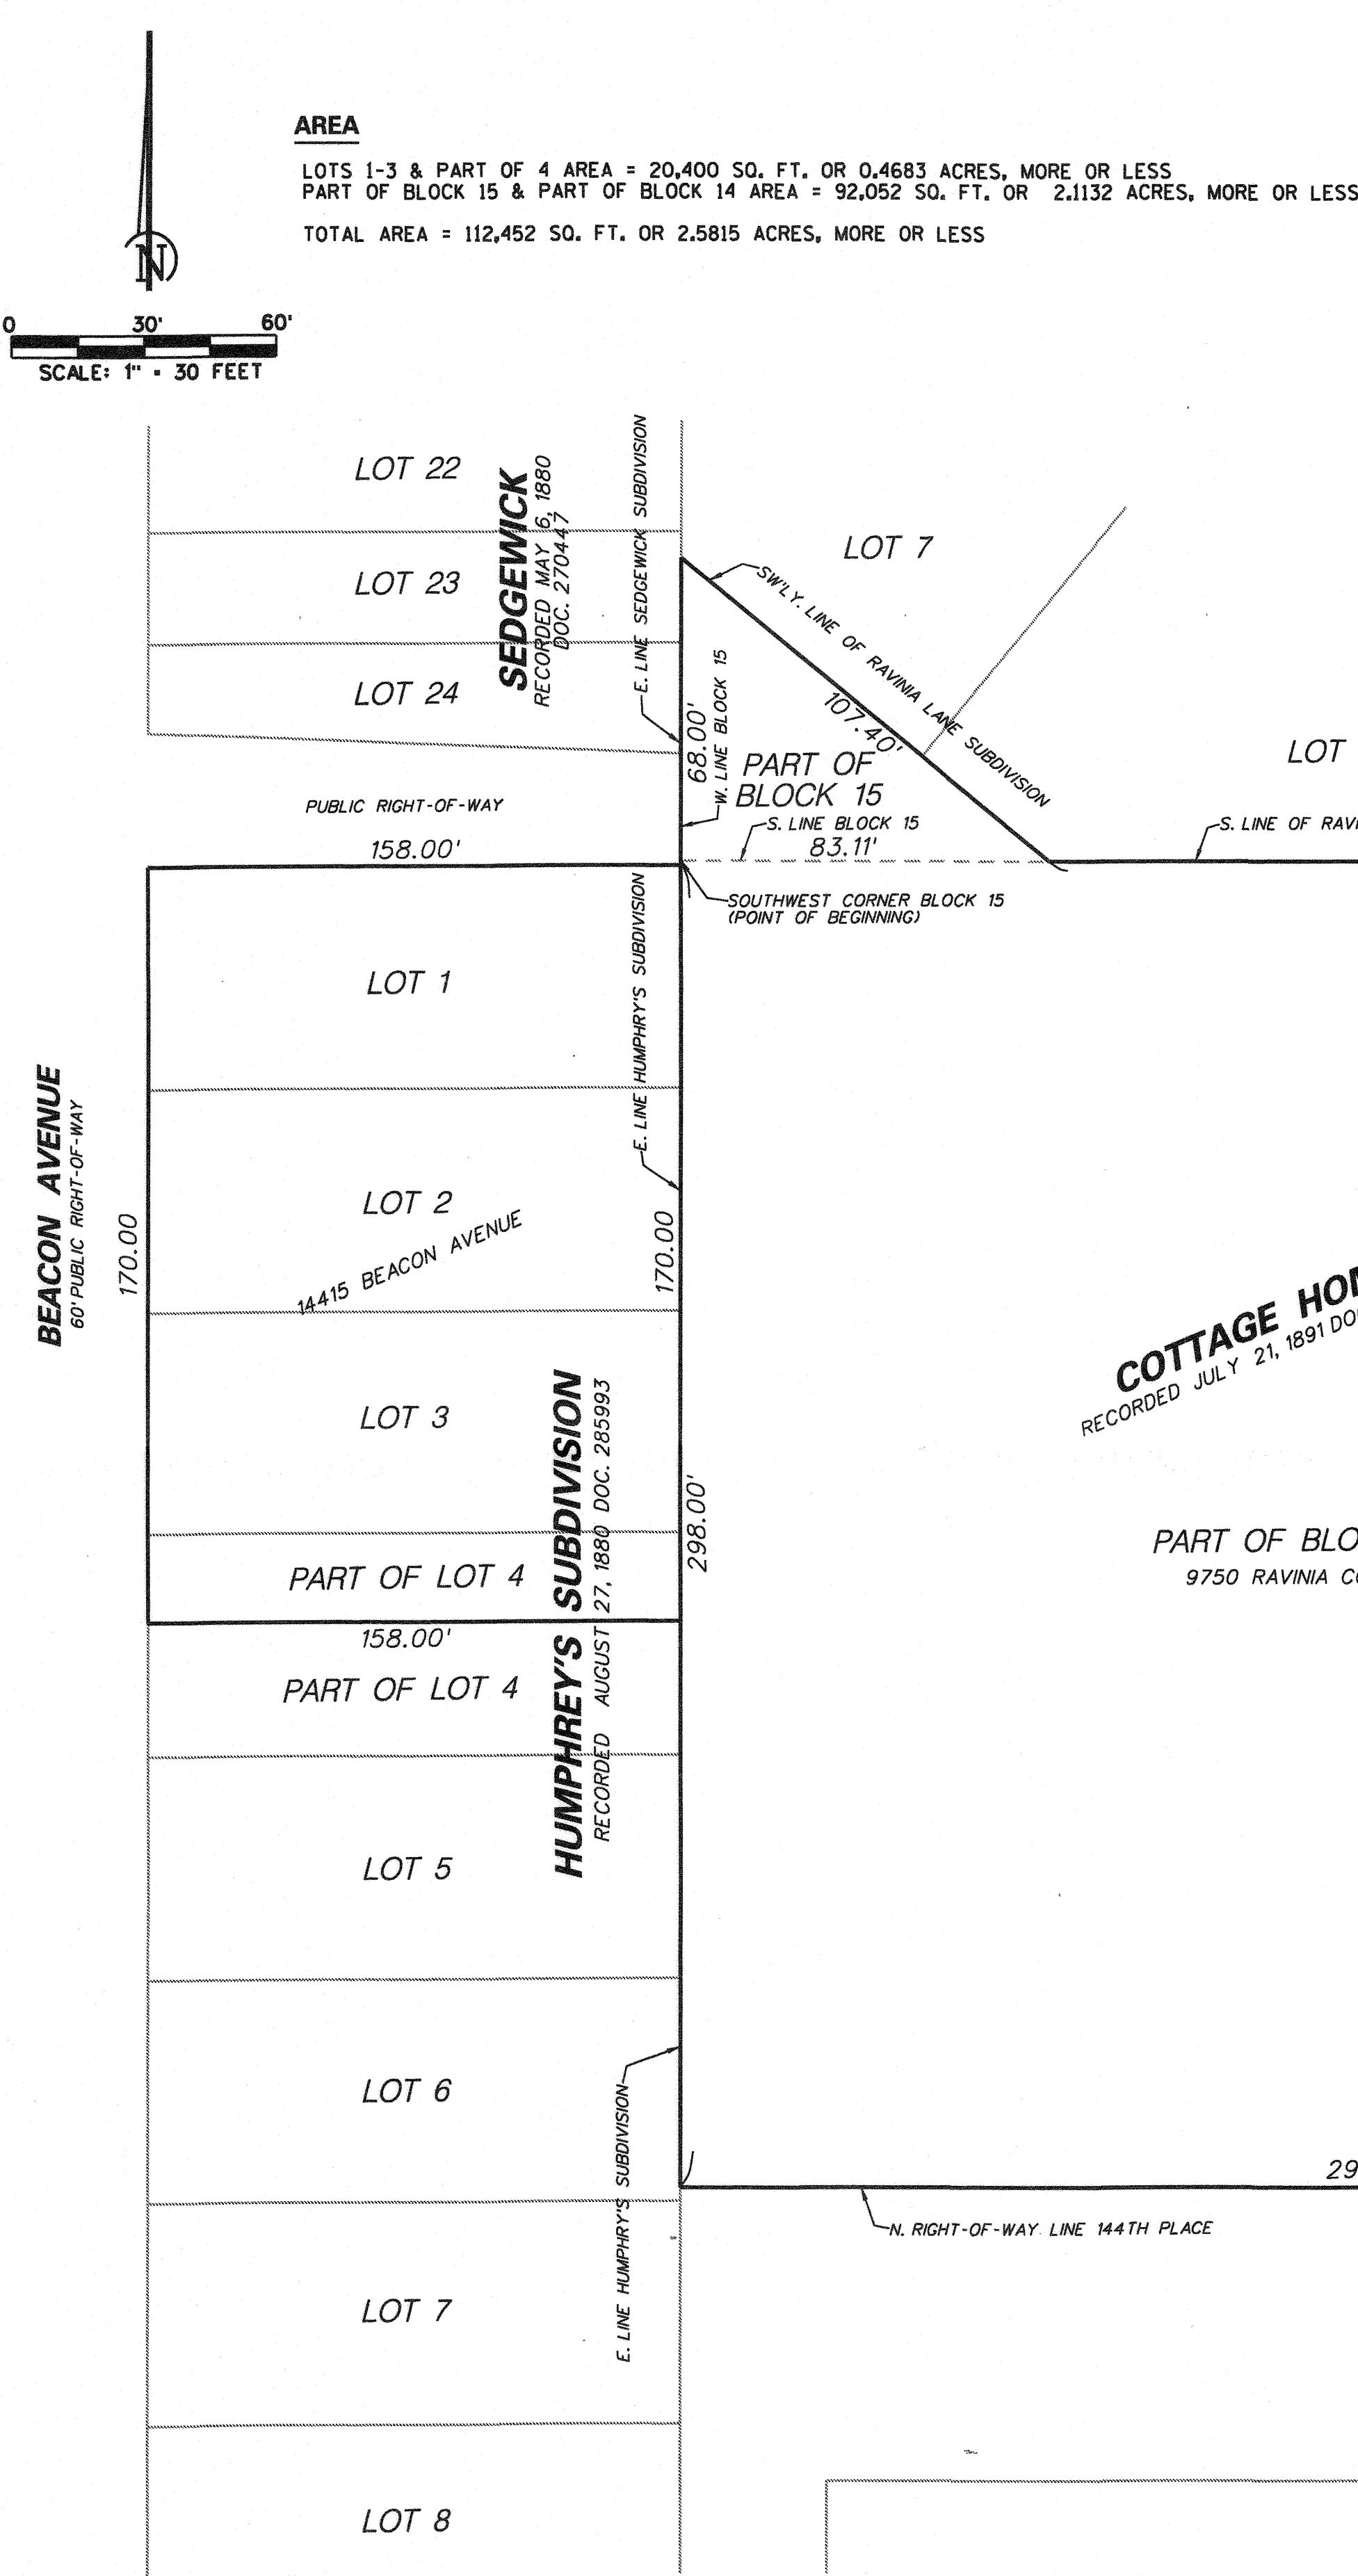 AREA
LOTS 1-3 & PART OF 4 AREA = 20,400 SQ. FT. OR 0.4683 ACRES, MORE OR LESS
PART OF BLOCK 15 & PART OF BLOCK 14 AREA = 92,052 SQ. FT. OR 2.1132 ACRES, MORE OR LESS
TOTAL AREA = 112,452 SQ. FT. OR 2.5815 ACRES, MORE OR LESS
N
0 30' 60'
SCALE: 1" = 30 FEET
LOT 22
LOT 23
LOT 24
SEDGEWICK
RECORDED MAY 6, 1880
DOC. 270447
E. LINE SEDGEWICK SUBDIVISION
LOT 7
SW'LY. LINE OF RAVINIA LANE SUBDIVISION
107.40'
68.00'
W. LINE BLOCK 15
PART OF
BLOCK 15
S. LINE BLOCK 15
83.11'
LOT
S. LINE OF RAVI
PUBLIC RIGHT-OF-WAY
158.00'
SOUTHWEST CORNER BLOCK 15
(POINT OF BEGINNING)
E. LINE HUMPHRY'S SUBDIVISION
LOT 1
BEACON AVENUE
60' PUBLIC RIGHT-OF-WAY
170.00
LOT 2
14415 BEACON AVENUE
170.00
COTTAGE HO
RECORDED JULY 21, 1891 DO
LOT 3
HUMPHREY'S SUBDIVISION
RECORDED AUGUST 27, 1880 DOC. 285993
298.00'
PART OF BLO
9750 RAVINIA C
PART OF LOT 4
158.00'
PART OF LOT 4
LOT 5
LOT 6
E. LINE HUMPHRY'S SUBDIVISION
29
N. RIGHT-OF-WAY LINE 144TH PLACE
LOT 7
LOT 8